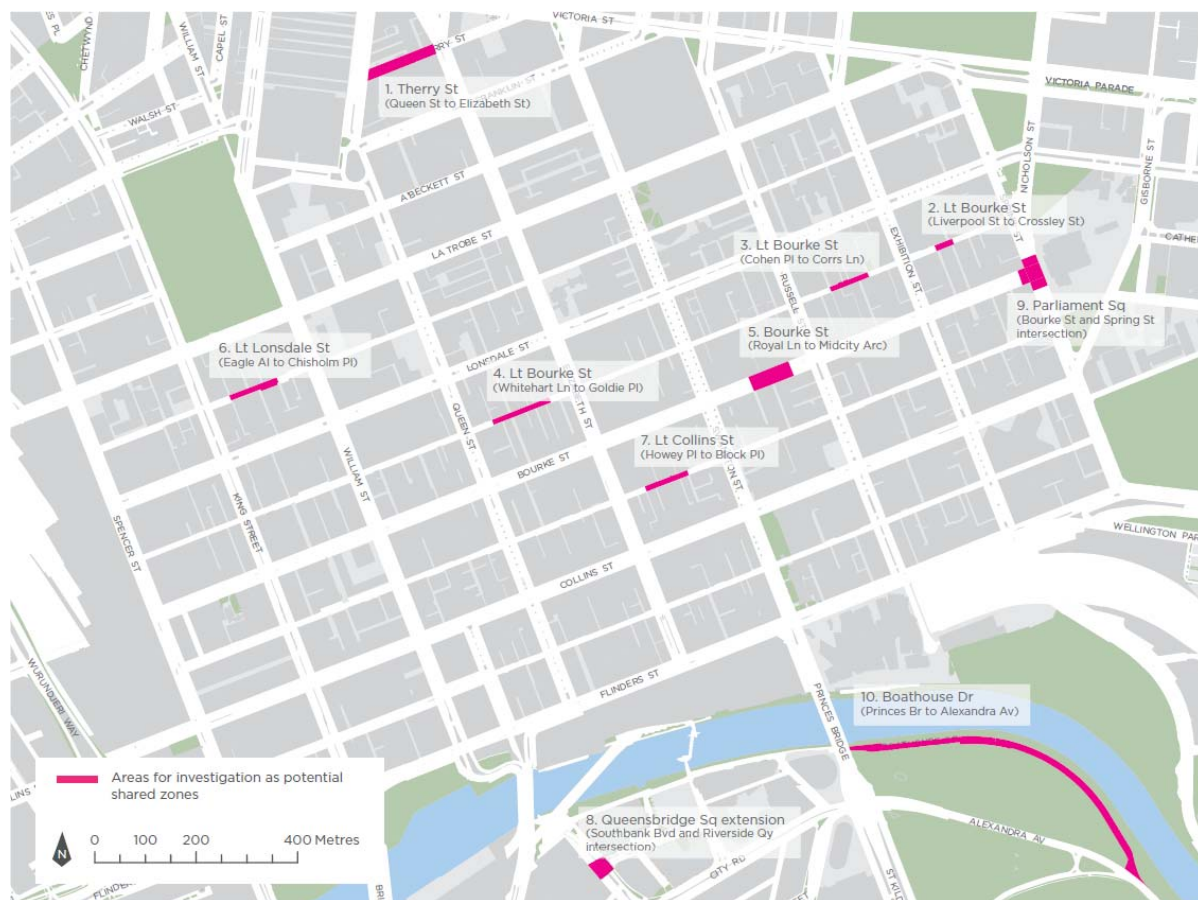 CHETWYND
WILLIAM ST
CAPEL ST
VICTORIA ST
1. Therry St
(Queen St to Elizabeth St)
VICTORIA PARADE
WALSH ST
NICHOLSON ST
GISBORNE ST
A'BECKETT ST
2. Lt Bourke St
(Liverpool St to Crossley St)
LA TROBE ST
3. Lt Bourke St
(Cohen Pl to Corrs Ln)
EXHIBITION ST
9. Parliament Sq
(Bourke St and Spring St
intersection)
5. Bourke St
(Royal Ln to Midcity Arc)
6. Lt Lonsdale St
(Eagle Al to Chisholm Pl)
LONSDALE ST
4. Lt Bourke St
(Whitehart Ln to Goldie Pl)
QUEEN ST
7. Lt Collins St
(Howey Pl to Block Pl)
BOURKE ST
WILLIAM ST
KING STREET
SPENCER ST
COLLINS ST
FLINDERS ST
WURUNDJERI WAY
PRINCES BRIDGE
10. Boathouse Dr
(Princes Br to Alexandra Av)
Areas for investigation as potential
shared zones
N
0 100 200 400 Metres
8. Queensbridge Sq extension
(Southbank Bvd and Riverside Qy
intersection)
ALEXANDRA AV
CITY RD